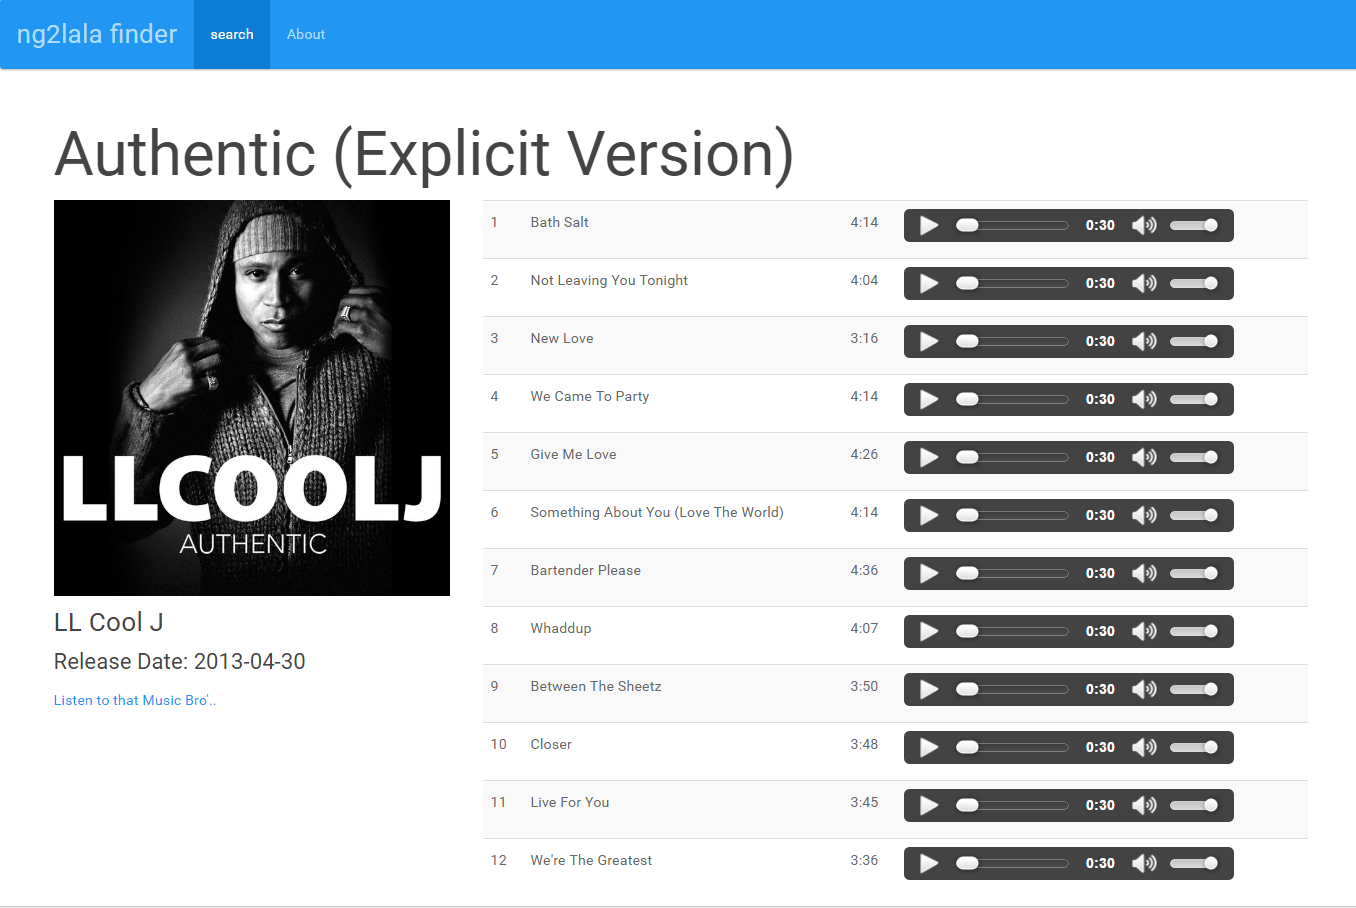 ng2lala finder search About
Authentic (Explicit Version)
LLCOOLJ
AUTHENTIC
LL Cool J
Release Date: 2013-04-30
Listen to that Music Bro'..
1 Bath Salt 4:14 0:30
2 Not Leaving You Tonight 4:04 0:30
3 New Love 3:16 0:30
4 We Came To Party 4:14 0:30
5 Give Me Love 4:26 0:30
6 Something About You (Love The World) 4:14 0:30
7 Bartender Please 4:36 0:30
8 Whaddup 4:07 0:30
9 Between The Sheetz 3:50 0:30
10 Closer 3:48 0:30
11 Live For You 3:45 0:30
12 We're The Greatest 3:36 0:30